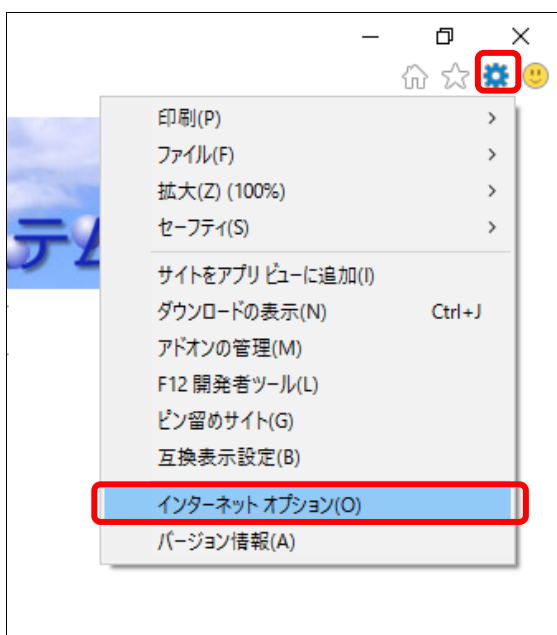 テム
印刷(P)
ファイル(F)
拡大(Z) (100%)
セーフティ(S)
サイトをアプリ ビューに追加(I)
ダウンロードの表示(N) Ctrl+J
アドオンの管理(M)
F12 開発者ツール(L)
ピン留めサイト(G)
互換表示設定(B)
インターネット オプション(O)
バージョン情報(A)